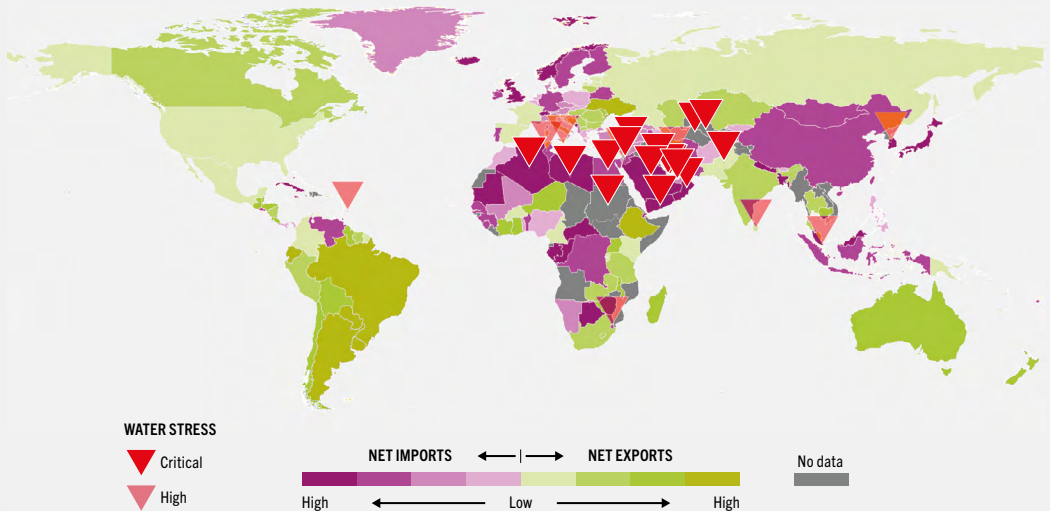 WATER STRESS
Critical
High
NET IMPORTS
NET EXPORTS
High
Low
High
No data